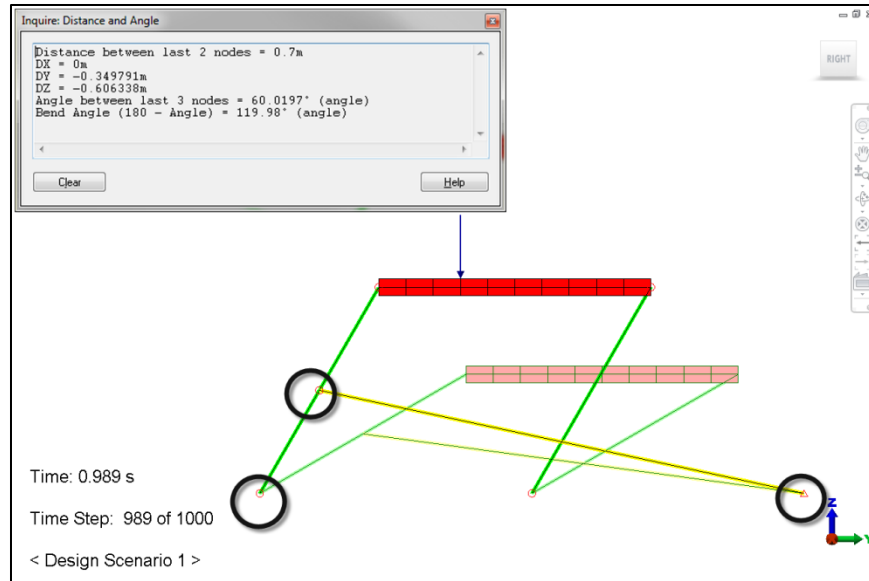 Inquire: Distance and Angle
Distance between last 2 nodes = 0.7m
DX = 0m
DY = -0.349791m
DZ = -0.606338m
Angle between last 3 nodes = 60.0197° (angle)
Bend Angle (180 - Angle) = 119.98° (angle)
Clear
Help
RIGHT
Time: 0.989 s
Time Step: 989 of 1000
< Design Scenario 1 >
Z
Y